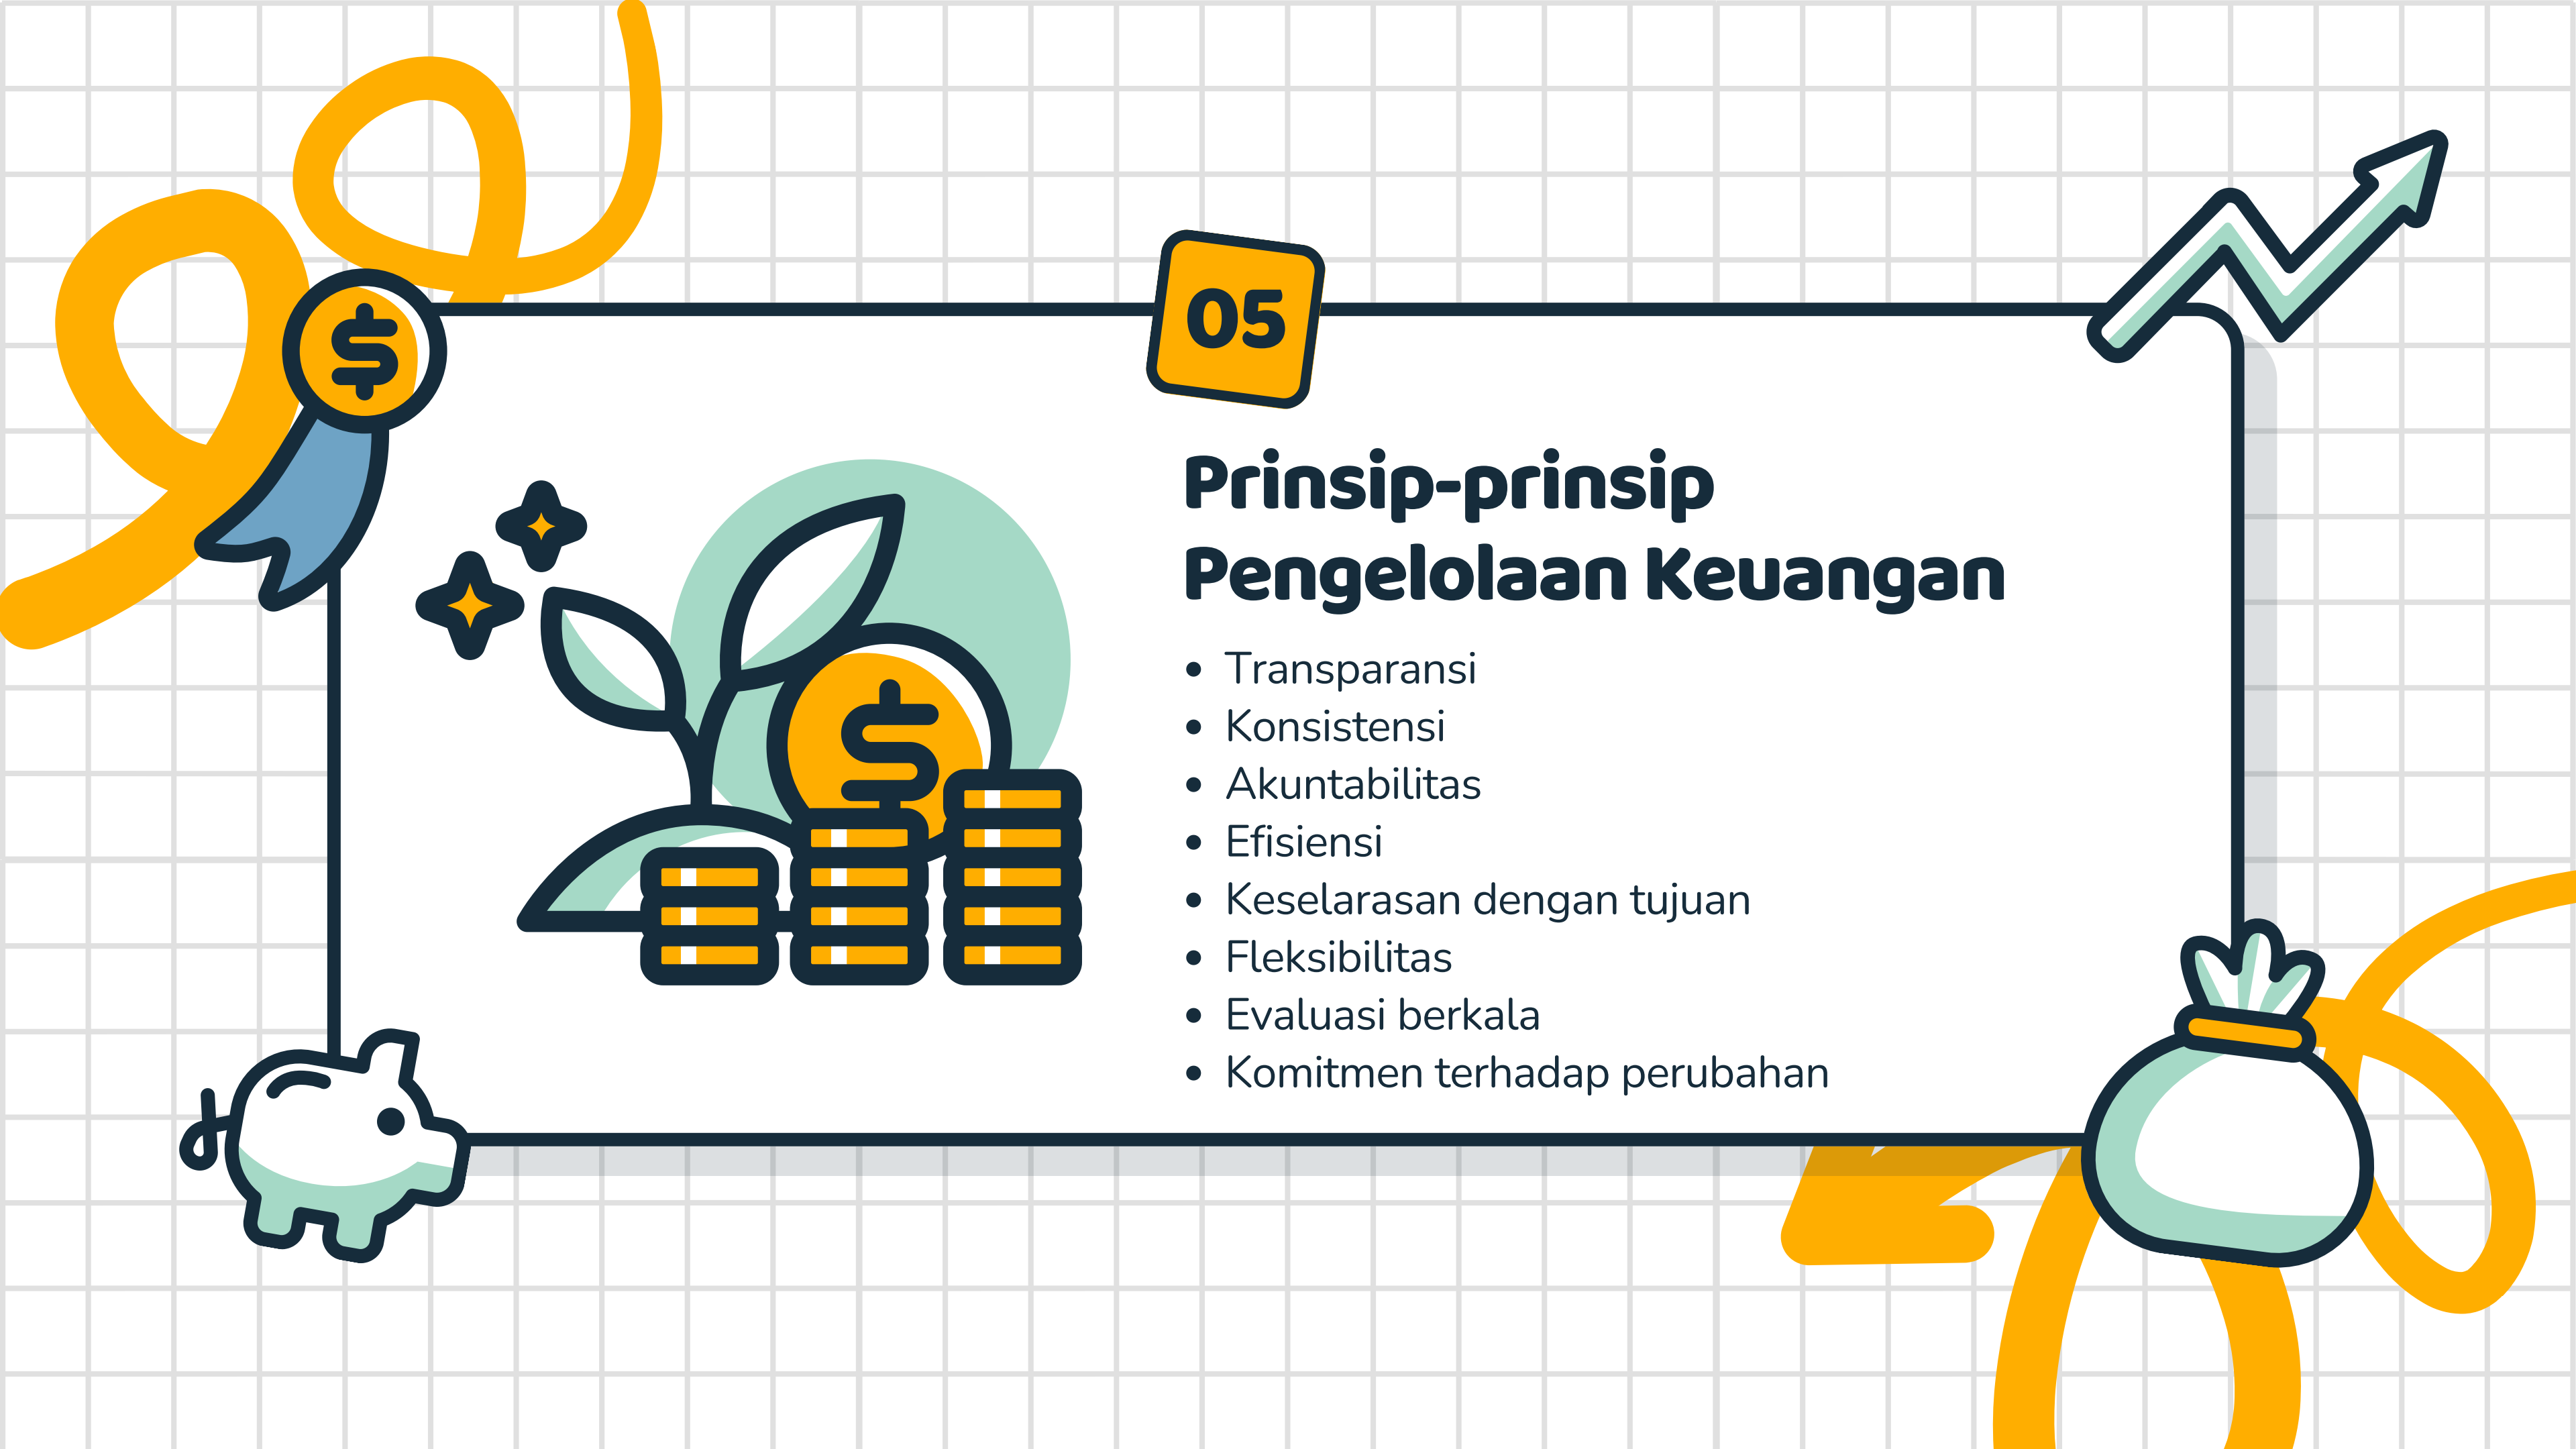 05
Prinsip-prinsip
Pengelolaan Keuangan
• Transparansi
• Konsistensi
• Akuntabilitas
• Efisiensi
• Keselarasan dengan tujuan
• Fleksibilitas
• Evaluasi berkala
• Komitmen terhadap perubahan